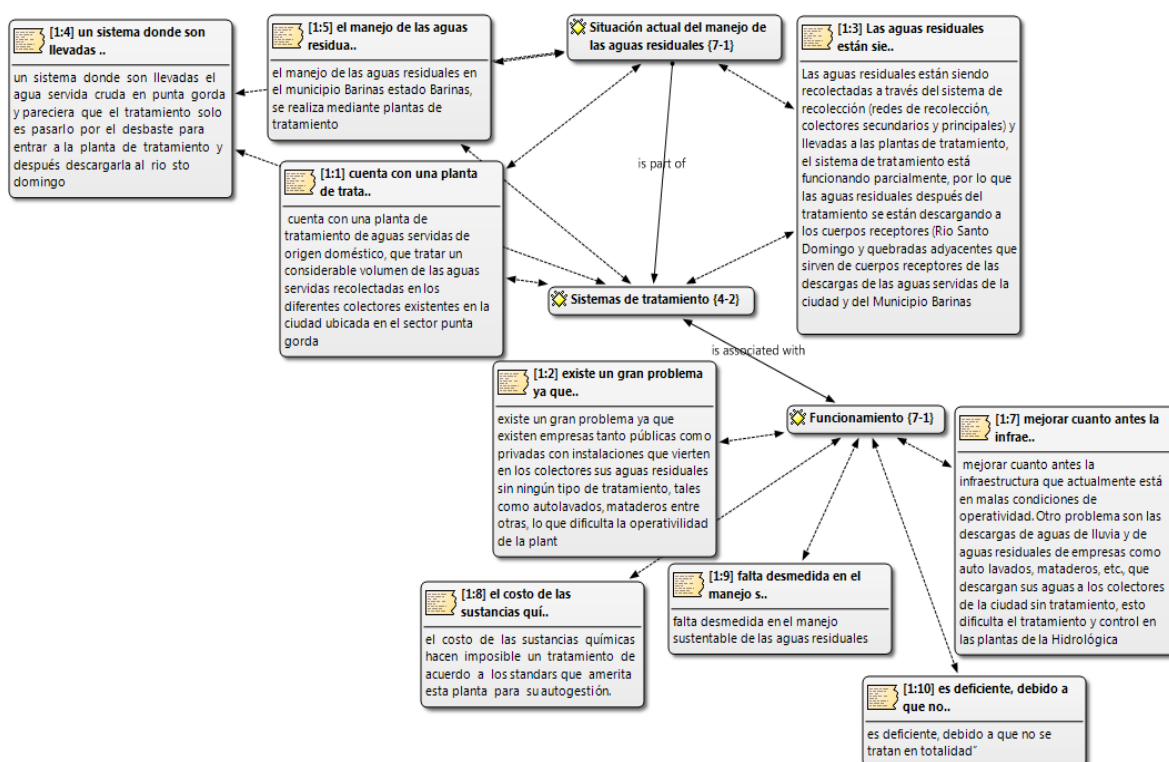 [1:4] un sistema donde son
llevadas ..
un sistema donde son llevadas el
agua servida cruda en punta gorda
y pareciera que el tratamiento solo
es pasarlo por el desbaste para
entrar a la planta de tratamiento y
después descargarla al rio sto
domingo
[1:5] el manejo de las aguas
residua..
el manejo de las aguas residuales en
el municipio Barinas estado Barinas,
se realiza mediante plantas de
tratamiento
Situación actual del manejo de
las aguas residuales {7-1}
[1:3] Las aguas residuales
están sie..
Las aguas residuales están siendo
recolectadas a través del sistema de
recolección (redes de recolección,
colectores secundarios y principales) y
llevadas a las plantas de tratamiento,
el sistema de tratamiento está
funcionando parcialmente, por lo que
las aguas residuales después del
tratamiento se están descargando a
los cuerpos receptores (Rio Santo
Domingo y quebradas adyacentes que
sirven de cuerpos receptores de las
descargas de las aguas servidas de la
ciudad y del Municipio Barinas
is part of
[1:1] cuenta con una planta
de trata..
cuenta con una planta de
tratamiento de aguas servidas de
origen doméstico, que tratar un
considerable volumen de las aguas
servidas recolectadas en los
diferentes colectores existentes en la
ciudad ubicada en el sector punta
gorda
Sistemas de tratamiento {4-2}
is associated with
[1:2] existe un gran problema
ya que..
existe un gran problema ya que
existen empresas tanto públicas como
privadas con instalaciones que vierten
en los colectores sus aguas residuales
sin ningún tipo de tratamiento, tales
como autolavados, mataderos entre
otras, lo que dificulta la operativilidad
de la plant
Funcionamiento {7-1}
[1:7] mejorar cuanto antes la
infrae..
mejorar cuanto antes la
infraestructura que actualmente está
en malas condiciones de
operatividad. Otro problema son las
descargas de aguas de lluvia y de
aguas residuales de empresas como
auto lavados, mataderos, etc., que
descargan sus aguas a los colectores
de la ciudad sin tratamiento, esto
dificulta el tratamiento y control en
las plantas de la Hidrológica
[1:8] el costo de las
sustancias quí..
el costo de las sustancias químicas
hacen imposible un tratamiento de
acuerdo a los standars que amerita
esta planta para su autogestión.
[1:9] falta desmedida en el
manejo s..
falta desmedida en el manejo
sustentable de las aguas residuales
[1:10] es deficiente, debido a
que no..
es deficiente, debido a que no se
tratan en totalidad"